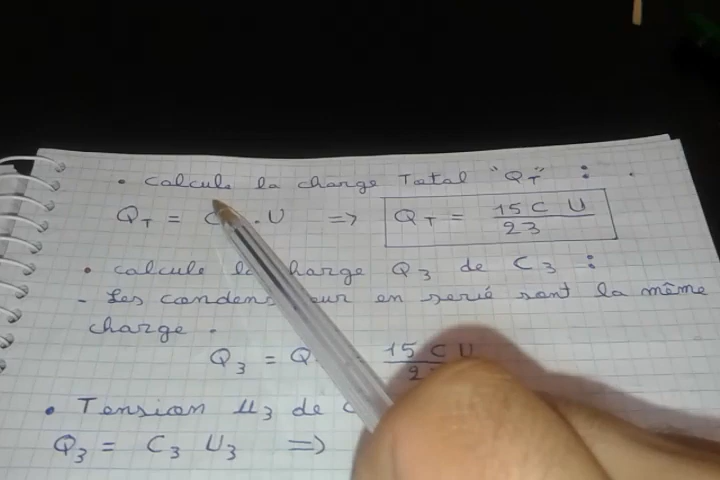 • Calcule la charge Total "QT" :
QT = C . U => QT = 15 C U / 23
• Calcule la charge Q3 de C3 :
- Les condens eur en serié sont la même
charge .
Q3 = Q 15 C U / 2
• Tension U3 de C
Q3 = C3 U3 =>